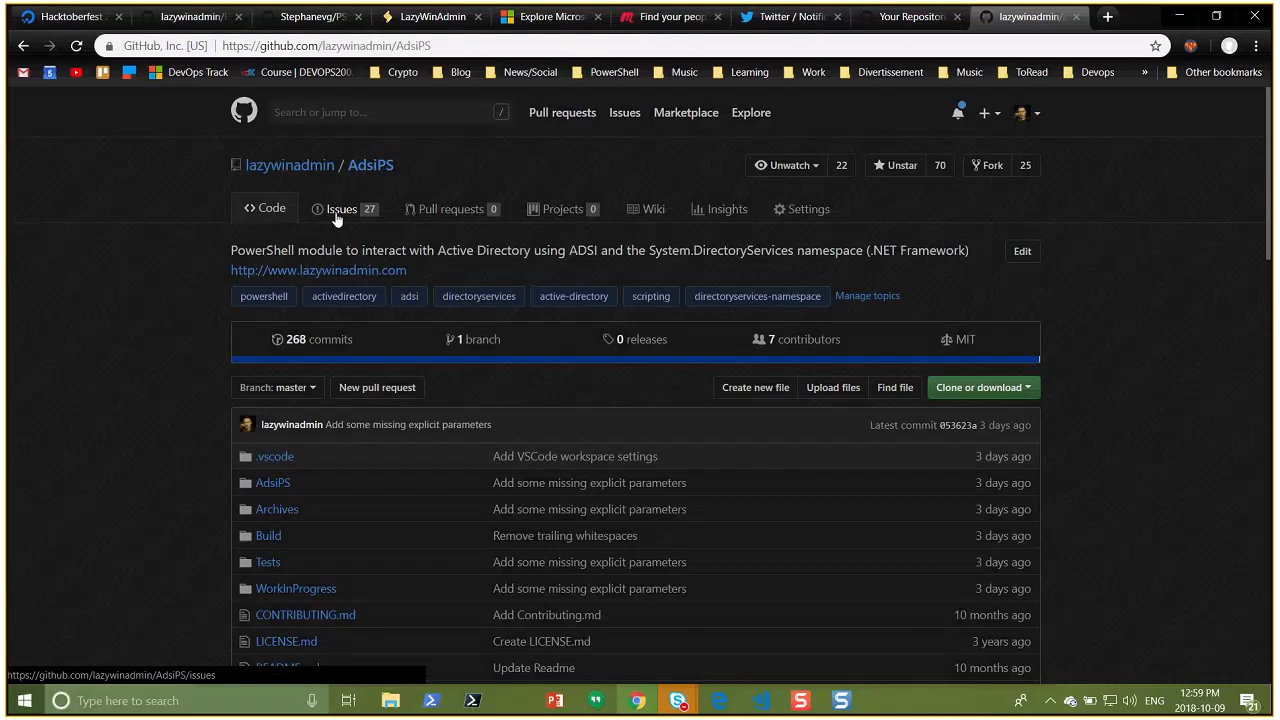 Hacktoberfest
lazywinadmin/
Stephanevg/PS
LazyWinAdmin
Explore Micros
Find your peop
Twitter / Notifi
Your Repositori
lazywinadmin/
GitHub, Inc. [US]
https://github.com/lazywinadmin/AdsiPS
DevOps Track
Course | DEVOPS200
Crypto
Blog
News/Social
PowerShell
Music
Learning
Work
Divertissement
Music
ToRead
Devops
»
Other bookmarks
Search or jump to...
/
Pull requests
Issues
Marketplace
Explore
lazywinadmin / AdsiPS
Unwatch 22
Unstar 70
Fork 25
Code
Issues 27
Pull requests 0
Projects 0
Wiki
Insights
Settings
PowerShell module to interact with Active Directory using ADSI and the System.DirectoryServices namespace (.NET Framework)
Edit
http://www.lazywinadmin.com
powershell
activedirectory
adsi
directoryservices
active-directory
scripting
directoryservices-namespace
Manage topics
268 commits
1 branch
0 releases
7 contributors
MIT
Branch: master
New pull request
Create new file
Upload files
Find file
Clone or download
lazywinadmin Add some missing explicit parameters
Latest commit 053623a 3 days ago
.vscode Add VSCode workspace settings 3 days ago
AdsiPS Add some missing explicit parameters 3 days ago
Archives Add some missing explicit parameters 3 days ago
Build Remove trailing whitespaces 3 days ago
Tests Add some missing explicit parameters 3 days ago
WorkInProgress Add some missing explicit parameters 3 days ago
CONTRIBUTING.md Add Contributing.md 10 months ago
LICENSE.md Create LICENSE.md 3 years ago
README.md Update Readme 10 months ago
https://github.com/lazywinadmin/AdsiPS/issues
Type here to search
ENG
12:59 PM
2018-10-09
21